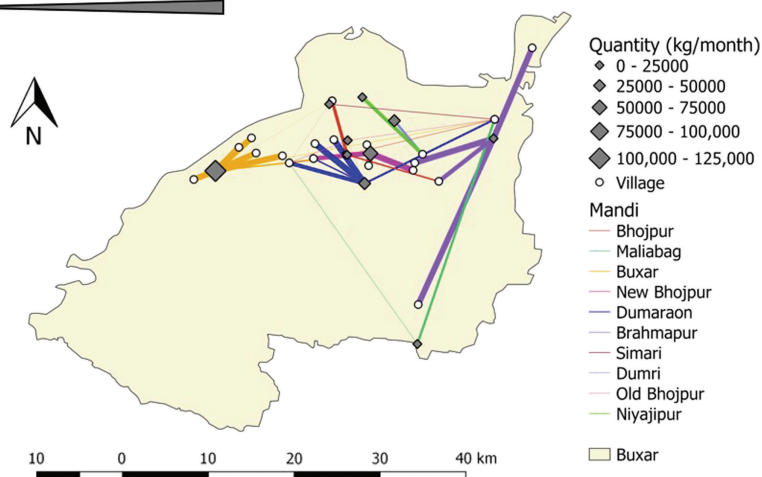 N
Quantity (kg/month)
0 - 25000
25000 - 50000
50000 - 75000
75000 - 100,000
100,000 - 125,000
Village
Mandi
Bhojpur
Maliabag
Buxar
New Bhojpur
Dumaraon
Brahmapur
Simari
Dumri
Old Bhojpur
Niyajipur
Buxar
10 0 10 20 30 40 km